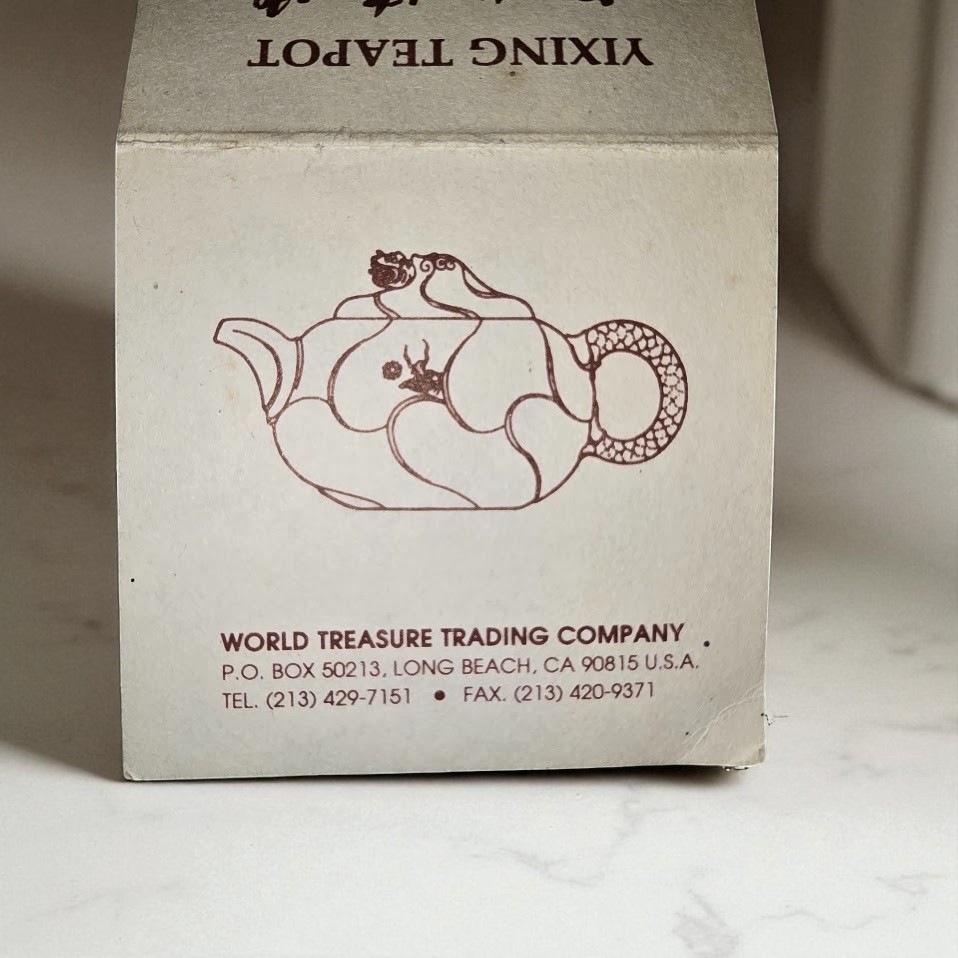 YIXING TEAPOT
WORLD TREASURE TRADING COMPANY
P.O. BOX 50213, LONG BEACH, CA 90815 U.S.A.
TEL. (213) 429-7151 • FAX. (213) 420-9371